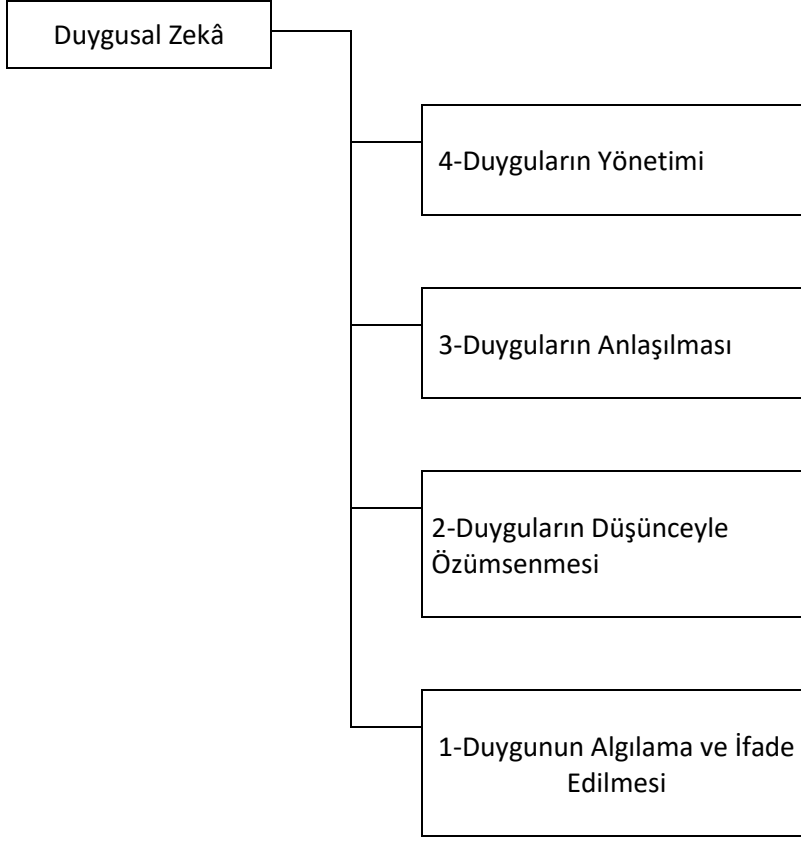 Duygusal Zekâ
4-Duyguların Yönetimi
3-Duyguların Anlaşılması
2-Duyguların Düşünceyle
Özümsenmesi
1-Duygunun Algılama ve İfade
Edilmesi